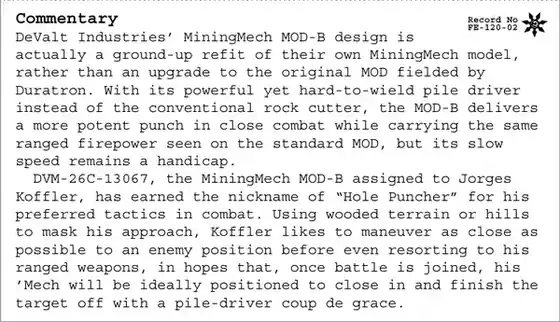 Commentary
Record No
FE-120-02
DeValt Industries’ MiningMech MOD-B design is
actually a ground-up refit of their own MiningMech model,
rather than an upgrade to the original MOD fielded by
Duratron. With its powerful yet hard-to-wield pile driver
instead of the conventional rock cutter, the MOD-B delivers
a more potent punch in close combat while carrying the same
ranged firepower seen on the standard MOD, but its slow
speed remains a handicap.
DVM-26C-13067, the MiningMech MOD-B assigned to Jorges
Koffler, has earned the nickname of “Hole Puncher” for his
preferred tactics in combat. Using wooded terrain or hills
to mask his approach, Koffler likes to maneuver as close as
possible to an enemy position before even resorting to his
ranged weapons, in hopes that, once battle is joined, his
’Mech will be ideally positioned to close in and finish the
target off with a pile-driver coup de grace.